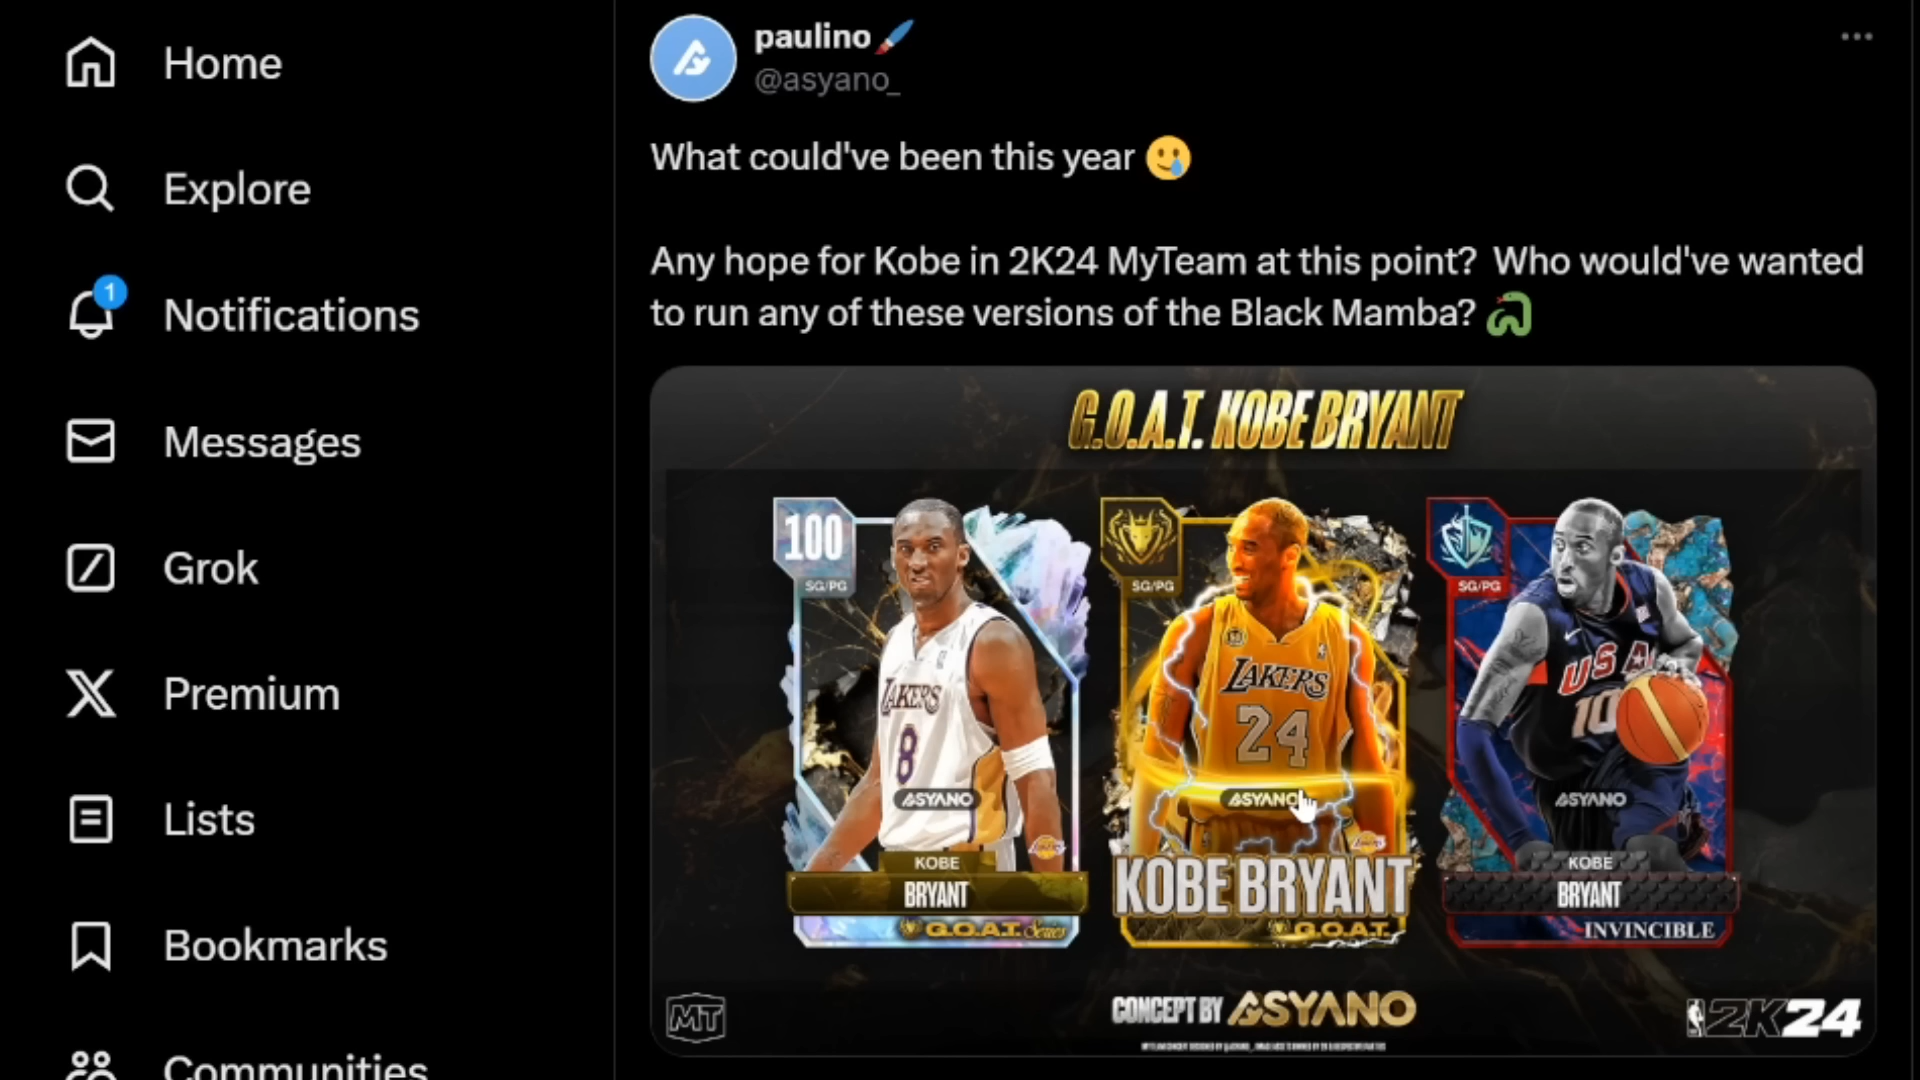 Home
Explore
1
Notifications
Messages
Grok
Premium
Lists
Bookmarks
Communities
paulino
@asyano_
What could've been this year
Any hope for Kobe in 2K24 MyTeam at this point? Who would've wanted
to run any of these versions of the Black Mamba?
G.O.A.T. KOBE BRYANT
100
SG/PG
LAKERS
8
ASYANO
KOBE
BRYANT
G.O.A.T. Series
SG/PG
LAKERS
24
ASYANO
KOBE BRYANT
G.O.A.T.
SG/PG
USA
10
ASYANO
KOBE
BRYANT
INVINCIBLE
MT
CONCEPT BY ASYANO
2K24